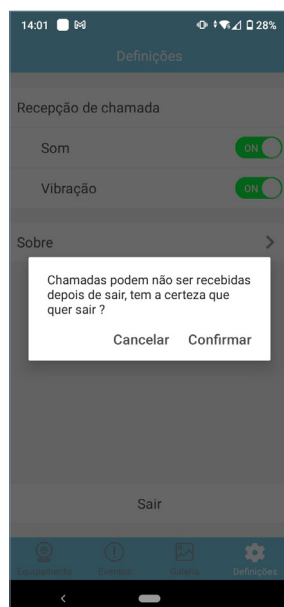 14:01
28%
Definições
Recepção de chamada
Som
ON
Vibração
ON
Sobre
Chamadas podem não ser recebidas
depois de sair, tem a certeza que
quer sair ?
Cancelar Confirmar
Sair
Equipamento Eventos Galeria Definições